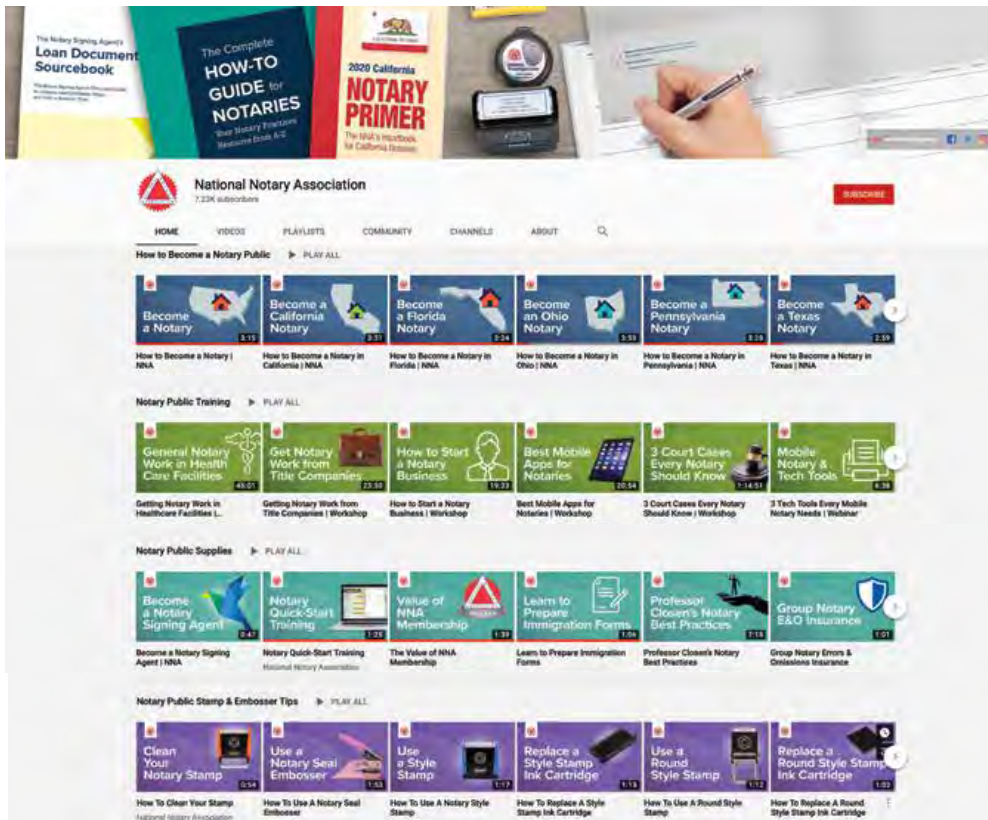 The Notary Signing Agent's
Loan Document
Sourcebook
The Complete
HOW-TO
GUIDE for
NOTARIES
Your Notary Practices
Resource from A-Z
2020 California
NOTARY
PRIMER
The NNA's Handbook
for California Notaries
National Notary Association
7.23K subscribers
SUBSCRIBE
HOME VIDEOS PLAYLISTS COMMUNITY CHANNELS ABOUT
How to Become a Notary Public PLAY ALL
Become
a Notary
3:15
Become a
California
Notary
3:31
Become
a Florida
Notary
3:24
Become
an Ohio
Notary
3:53
Become a
Pennsylvania
Notary
3:28
Become
a Texas
Notary
2:59
How to Become a Notary |
NNA
How to Become a Notary in
California | NNA
How to Become a Notary in
Florida | NNA
How to Become a Notary in
Ohio | NNA
How to Become a Notary in
Pennsylvania | NNA
How to Become a Notary in
Texas | NNA
Notary Public Training PLAY ALL
General Notary
Work in Health
Care Facilities
45:01
Get Notary
Work from
Title Companies
23:50
How to Start
a Notary
Business
19:33
Best Mobile
Apps for
Notaries
20:54
3 Court Cases
Every Notary
Should Know
1:14:51
Mobile
Notary &
Tech Tools
6:38
Getting Notary Work in
Healthcare Facilities |...
Getting Notary Work from
Title Companies | Workshop
How to Start a Notary
Business | Workshop
Best Mobile Apps for
Notaries | Workshop
3 Court Cases Every Notary
Should Know | Workshop
3 Tech Tools Every Mobile
Notary Needs | Webinar
Notary Public Supplies PLAY ALL
Become
a Notary
Signing Agent
0:47
Notary
Quick-Start
Training
1:25
Value of
NNA
Membership
1:39
Learn to
Prepare
Immigration Forms
1:06
Professor
Closen's Notary
Best Practices
7:16
Group Notary
E&O Insurance
1:01
Become a Notary Signing
Agent | NNA
Notary Quick-Start Training
National Notary Association
The Value of NNA
Membership
Learn to Prepare Immigration
Forms
Professor Closen's Notary
Best Practices
Group Notary Errors &
Omissions Insurance
Notary Public Stamp & Embosser Tips PLAY ALL
Clean
Your
Notary Stamp
0:54
Use a
Notary Seal
Embosser
1:53
Use
a Style
Stamp
1:17
Replace a
Style Stamp
Ink Cartridge
1:15
Use a
Round
Style Stamp
1:12
Replace a
Round Style Stamp
Ink Cartridge
1:02
How To Clean Your Stamp
National Notary Association
How To Use A Notary Seal
Embosser
How To Use A Notary Style
Stamp
How To Replace A Style
Stamp Ink Cartridge
How To Use A Round Style
Stamp
How To Replace A Round
Style Stamp Ink Cartridge